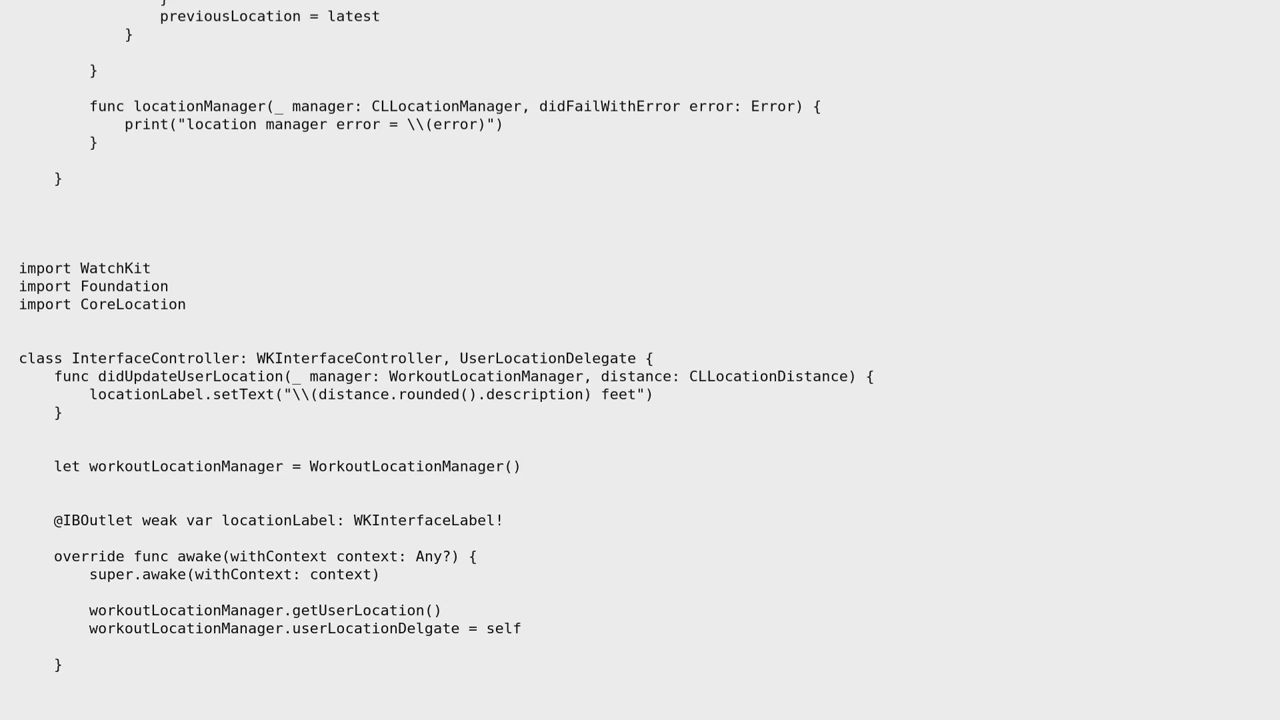 }
previousLocation = latest
}
}
func locationManager(_ manager: CLLocationManager, didFailWithError error: Error) {
print("location manager error = \\(error)")
}
}
import WatchKit
import Foundation
import CoreLocation
class InterfaceController: WKInterfaceController, UserLocationDelegate {
func didUpdateUserLocation(_ manager: WorkoutLocationManager, distance: CLLocationDistance) {
locationLabel.setText("\\(distance.rounded().description) feet")
}
let workoutLocationManager = WorkoutLocationManager()
@IBOutlet weak var locationLabel: WKInterfaceLabel!
override func awake(withContext context: Any?) {
super.awake(withContext: context)
workoutLocationManager.getUserLocation()
workoutLocationManager.userLocationDelgate = self
}